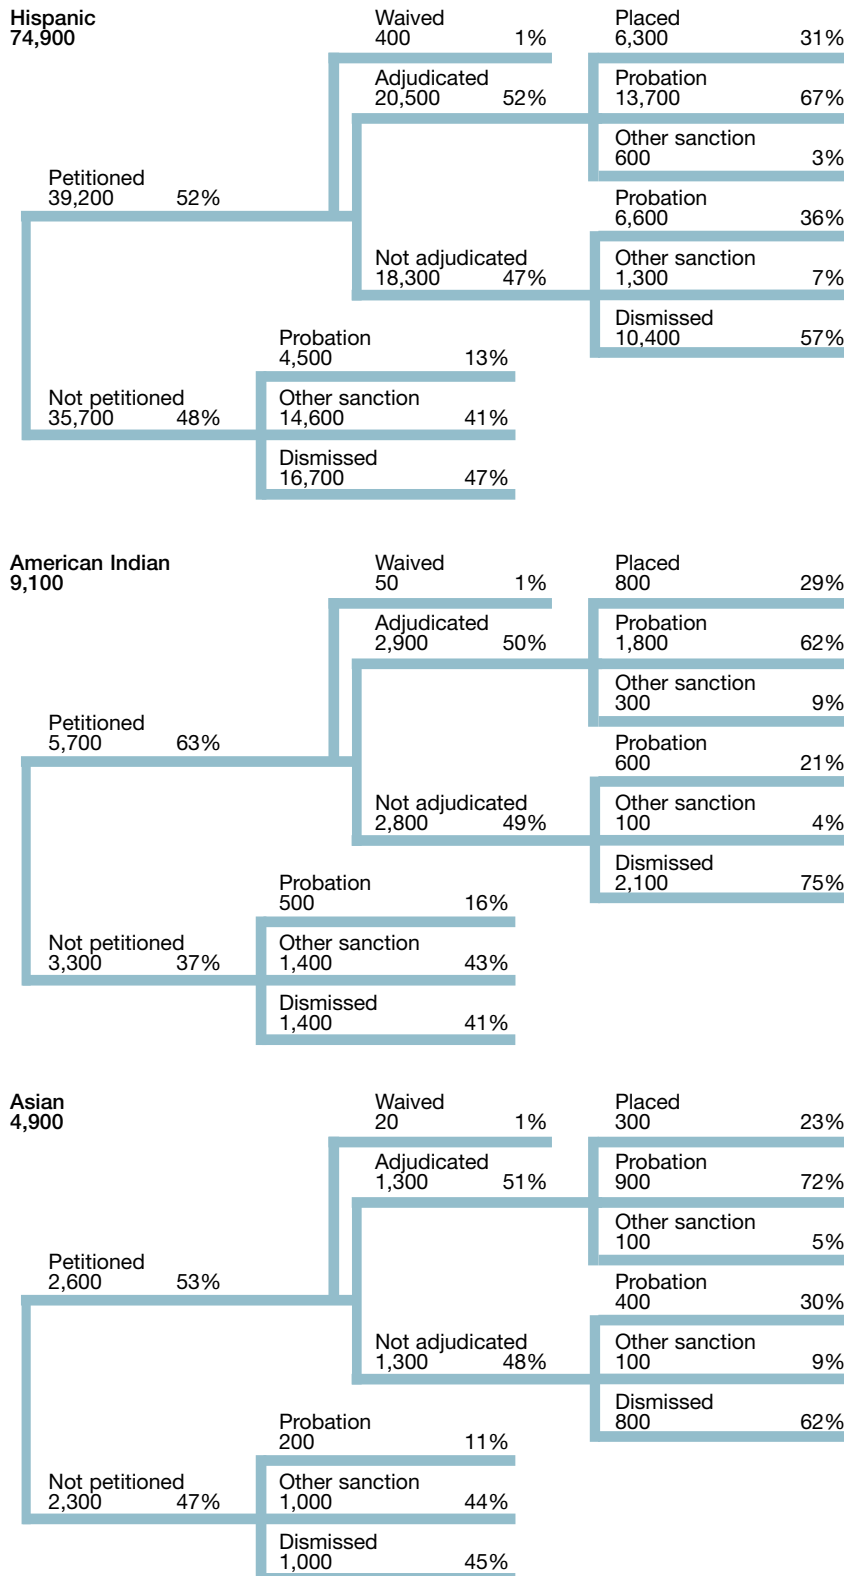 Hispanic
74,900
Waived
400 1%
Placed
6,300 31%
Adjudicated
20,500 52%
Probation
13,700 67%
Other sanction
600 3%
Petitioned
39,200 52%
Probation
6,600 36%
Not adjudicated
18,300 47%
Other sanction
1,300 7%
Dismissed
10,400 57%
Probation
4,500 13%
Not petitioned
35,700 48%
Other sanction
14,600 41%
Dismissed
16,700 47%
American Indian
9,100
Waived
50 1%
Placed
800 29%
Adjudicated
2,900 50%
Probation
1,800 62%
Other sanction
300 9%
Petitioned
5,700 63%
Probation
600 21%
Not adjudicated
2,800 49%
Other sanction
100 4%
Dismissed
2,100 75%
Probation
500 16%
Not petitioned
3,300 37%
Other sanction
1,400 43%
Dismissed
1,400 41%
Asian
4,900
Waived
20 1%
Placed
300 23%
Adjudicated
1,300 51%
Probation
900 72%
Other sanction
100 5%
Petitioned
2,600 53%
Probation
400 30%
Not adjudicated
1,300 48%
Other sanction
100 9%
Dismissed
800 62%
Probation
200 11%
Not petitioned
2,300 47%
Other sanction
1,000 44%
Dismissed
1,000 45%